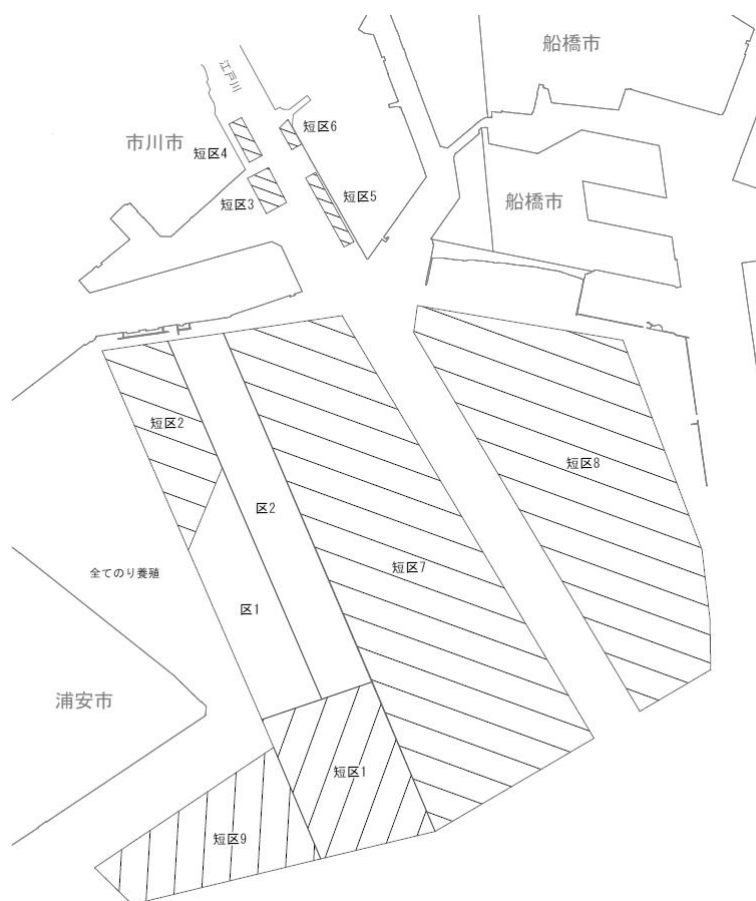 船橋市
江戸川
短区6
市川市
短区4
短区5
短区3
船橋市
短区2
短区8
区2
短区7
全てのり養殖
区1
浦安市
短区1
短区9